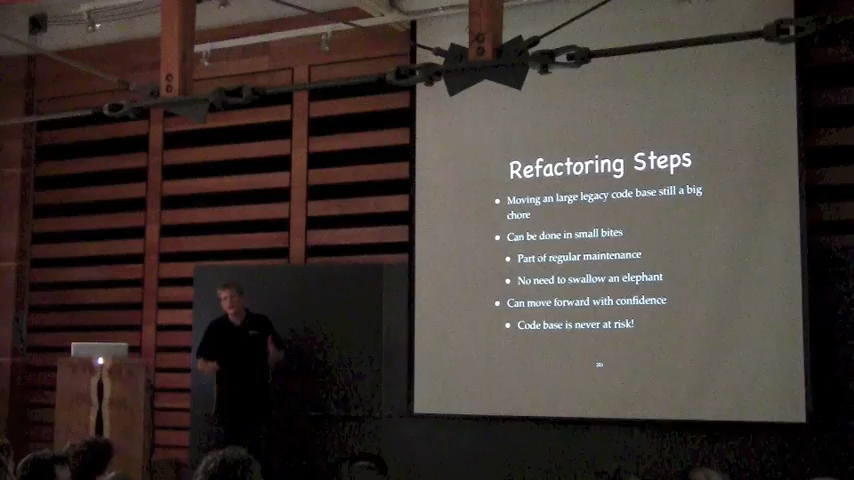 Refactoring Steps
Moving an large legacy code base still a big
chore
Can be done in small bites
Part of regular maintenance
No need to swallow an elephant
Can move forward with confidence
Code base is never at risk!